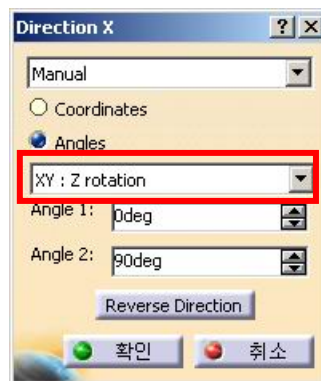 Direction X
?
Manual
Coordinates
Angles
XY : Z rotation
Angle 1: 0deg
Angle 2: 90deg
Reverse Direction
확인 취소